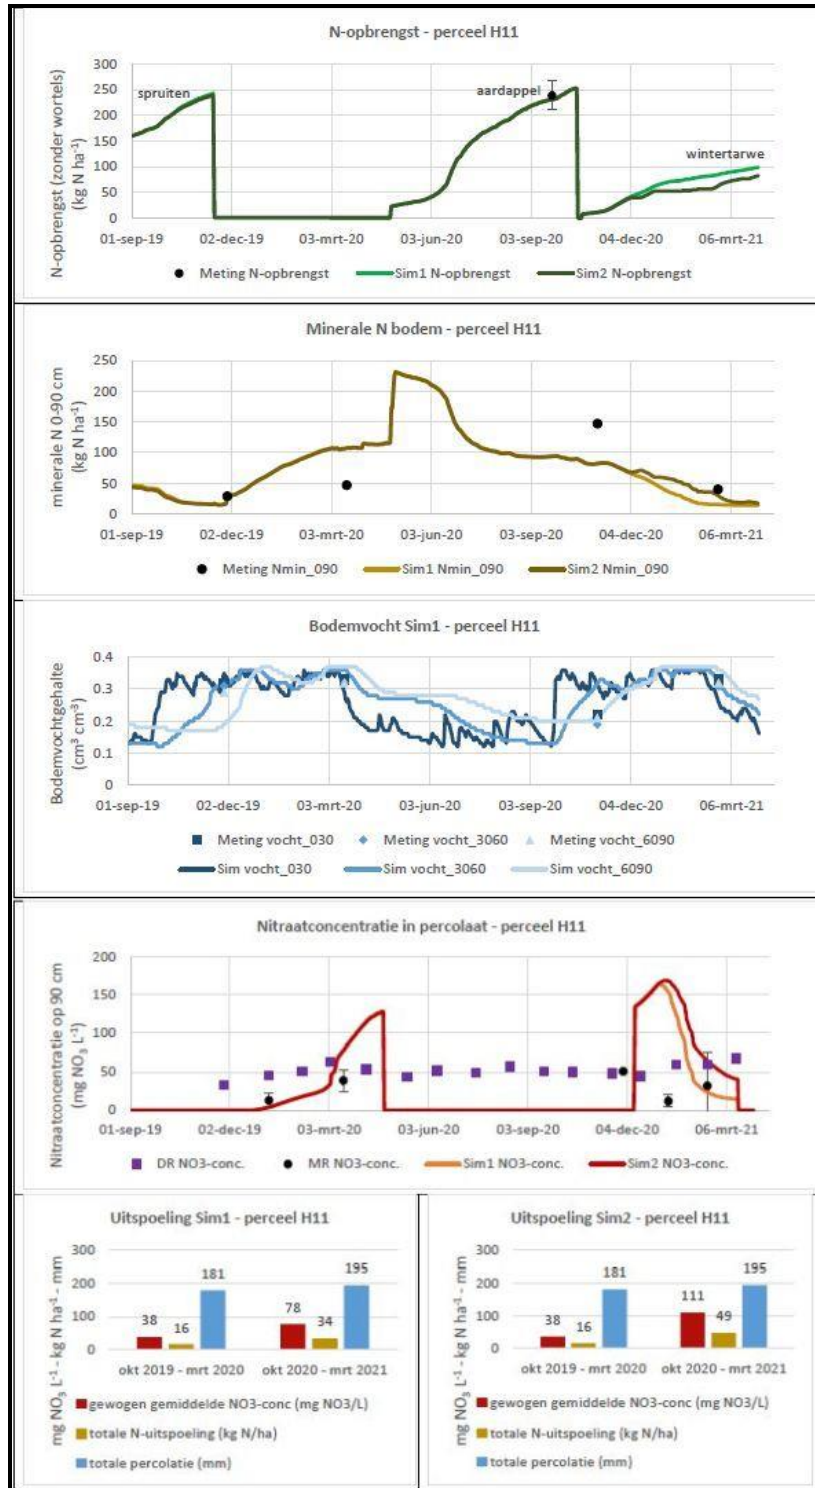 N-opbrengst - perceel H11
N-opbrengst (zonder wortels)
(kg N ha⁻¹)
300
250
200
150
100
50
0
spruiten
aardappel
wintertarwe
01-sep-19 02-dec-19 03-mrt-20 03-jun-20 03-sep-20 04-dec-20 06-mrt-21
Meting N-opbrengst Sim1 N-opbrengst Sim2 N-opbrengst
Minerale N bodem - perceel H11
minerale N 0-90 cm
(kg N ha⁻¹)
250
200
150
100
50
0
01-sep-19 02-dec-19 03-mrt-20 03-jun-20 03-sep-20 04-dec-20 06-mrt-21
Meting Nmin_090 Sim1 Nmin_090 Sim2 Nmin_090
Bodemvocht Sim1 - perceel H11
Bodemvochtgehalte
(cm³ cm⁻³)
0.4
0.3
0.2
0.1
0
01-sep-19 02-dec-19 03-mrt-20 03-jun-20 03-sep-20 04-dec-20 06-mrt-21
Meting vocht_030 Meting vocht_3060 Meting vocht_6090
Sim vocht_030 Sim vocht_3060 Sim vocht_6090
Nitraatconcentratie in percolaat - perceel H11
Nitraatconcentratie op 90 cm
(mg NO₃ L⁻¹)
200
150
100
50
0
01-sep-19 02-dec-19 03-mrt-20 03-jun-20 03-sep-20 04-dec-20 06-mrt-21
DR NO3-conc. MR NO3-conc. Sim1 NO3-conc. Sim2 NO3-conc.
Uitspoeling Sim1 - perceel H11
mg NO₃ L⁻¹ - kg N ha⁻¹ - mm
300
200
100
0
38 16 181 78 34 195
okt 2019 - mrt 2020 okt 2020 - mrt 2021
gewogen gemiddelde NO3-conc (mg NO3/L)
totale N-uitspoeling (kg N/ha)
totale percolatie (mm)
Uitspoeling Sim2 - perceel H11
mg NO₃ L⁻¹ - kg N ha⁻¹ - mm
300
200
100
0
38 16 181 111 49 195
okt 2019 - mrt 2020 okt 2020 - mrt 2021
gewogen gemiddelde NO3-conc (mg NO3/L)
totale N-uitspoeling (kg N/ha)
totale percolatie (mm)